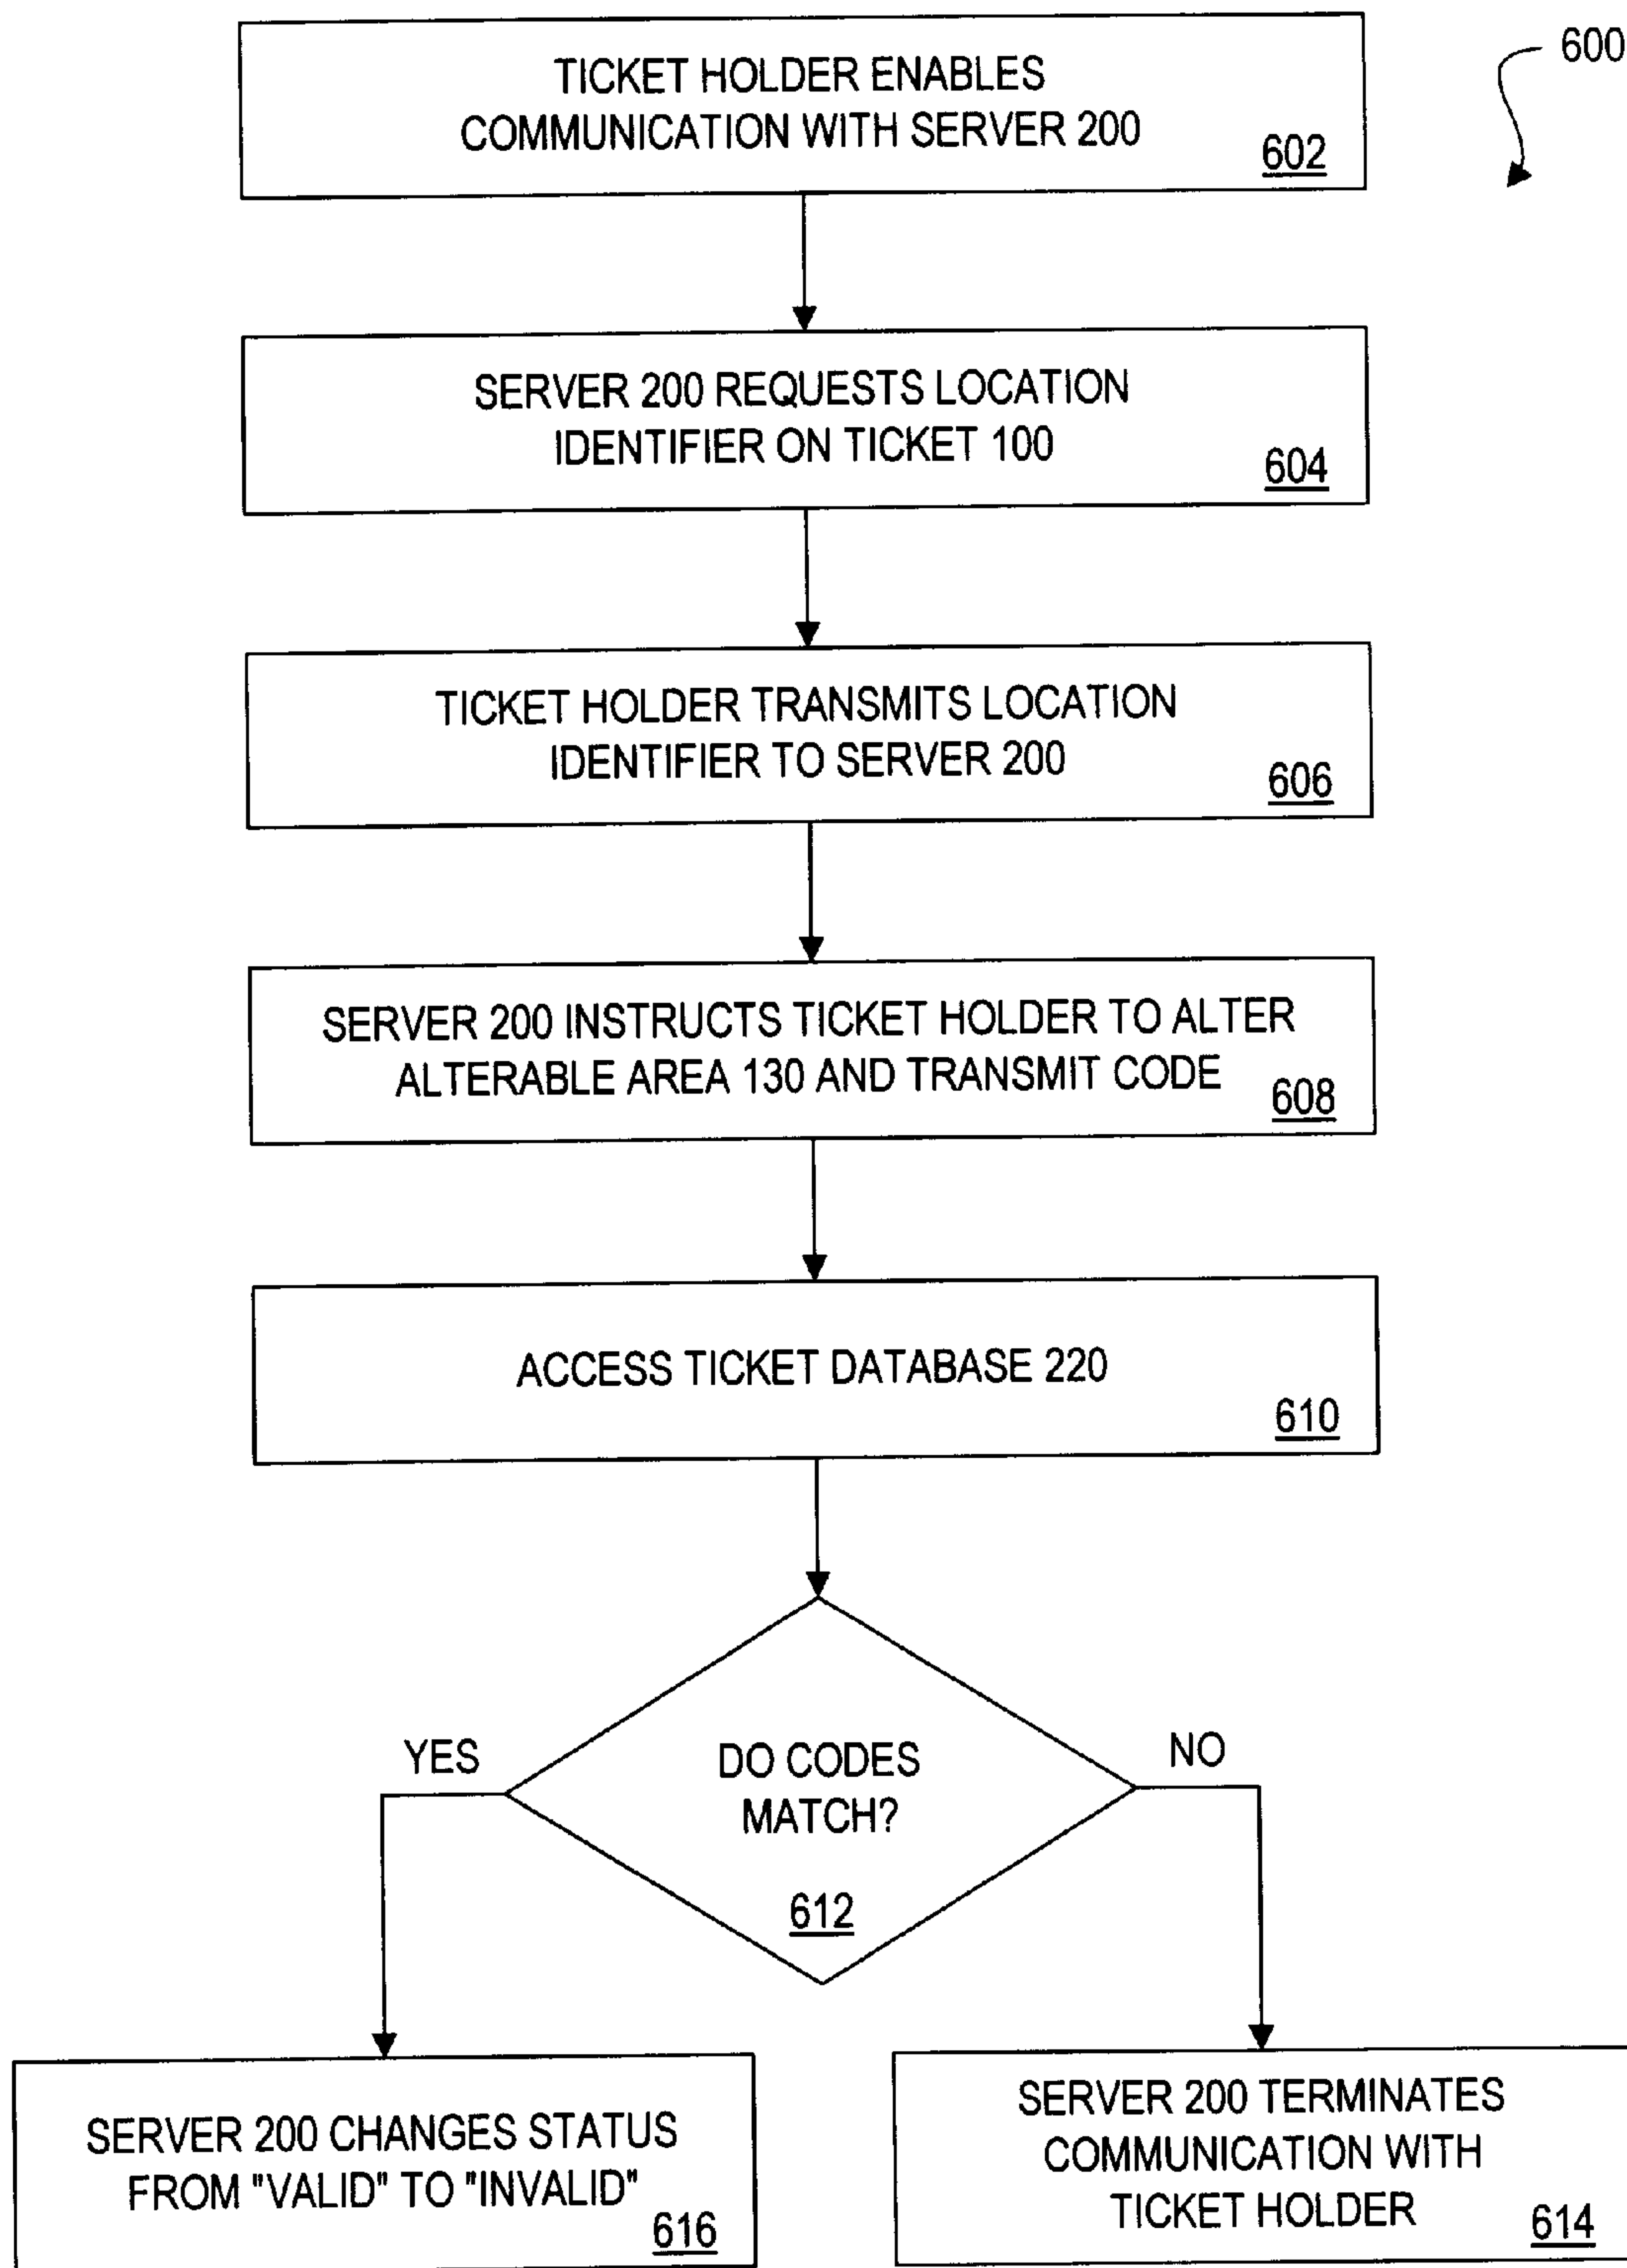 600
TICKET HOLDER ENABLES
COMMUNICATION WITH SERVER 200
602
SERVER 200 REQUESTS LOCATION
IDENTIFIER ON TICKET 100
604
TICKET HOLDER TRANSMITS LOCATION
IDENTIFIER TO SERVER 200
606
SERVER 200 INSTRUCTS TICKET HOLDER TO ALTER
ALTERABLE AREA 130 AND TRANSMIT CODE
608
ACCESS TICKET DATABASE 220
610
YES
DO CODES
MATCH?
NO
612
SERVER 200 CHANGES STATUS
FROM "VALID" TO "INVALID"
616
SERVER 200 TERMINATES
COMMUNICATION WITH
TICKET HOLDER
614